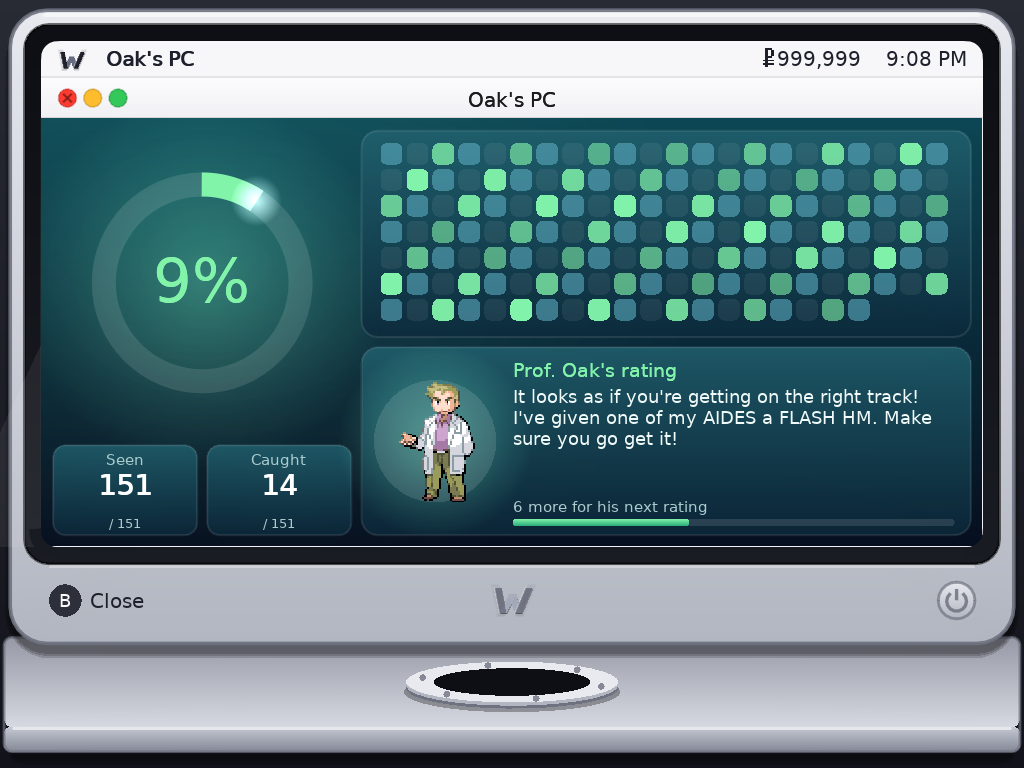 W Oak's PC ₽999,999 9:08 PM
Oak's PC
9%
Seen
151
/ 151
Caught
14
/ 151
Prof. Oak's rating
It looks as if you're getting on the right track!
I've given one of my AIDES a FLASH HM. Make
sure you go get it!
6 more for his next rating
B Close
W